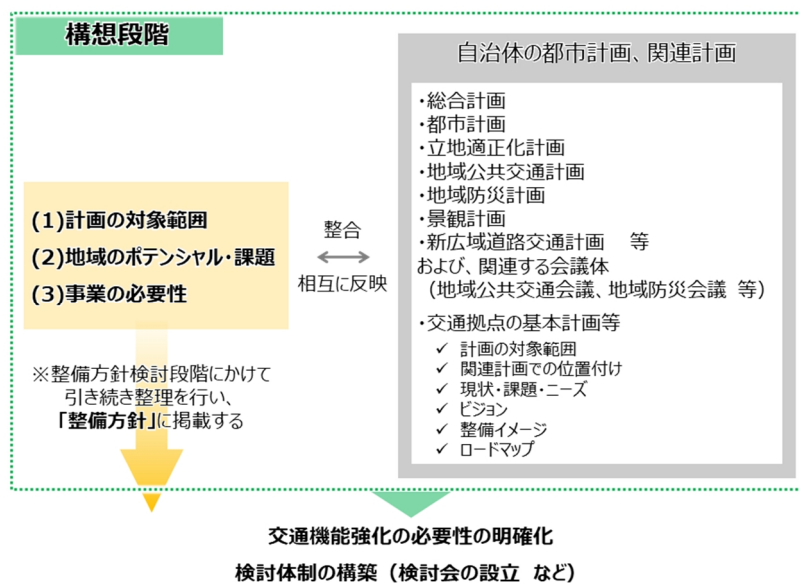 構想段階
(1)計画の対象範囲
(2)地域のポテンシャル・課題
(3)事業の必要性
※整備方針検討段階にかけて
引き続き整理を行い、
「整備方針」に掲載する
整合
相互に反映
自治体の都市計画、関連計画
・総合計画
・都市計画
・立地適正化計画
・地域公共交通計画
・地域防災計画
・景観計画
・新広域道路交通計画　等
および、関連する会議体
（地域公共交通会議、地域防災会議 等）
・交通拠点の基本計画等
✓ 計画の対象範囲
✓ 関連計画での位置付け
✓ 現状・課題・ニーズ
✓ ビジョン
✓ 整備イメージ
✓ ロードマップ
交通機能強化の必要性の明確化
検討体制の構築（検討会の設立 など）